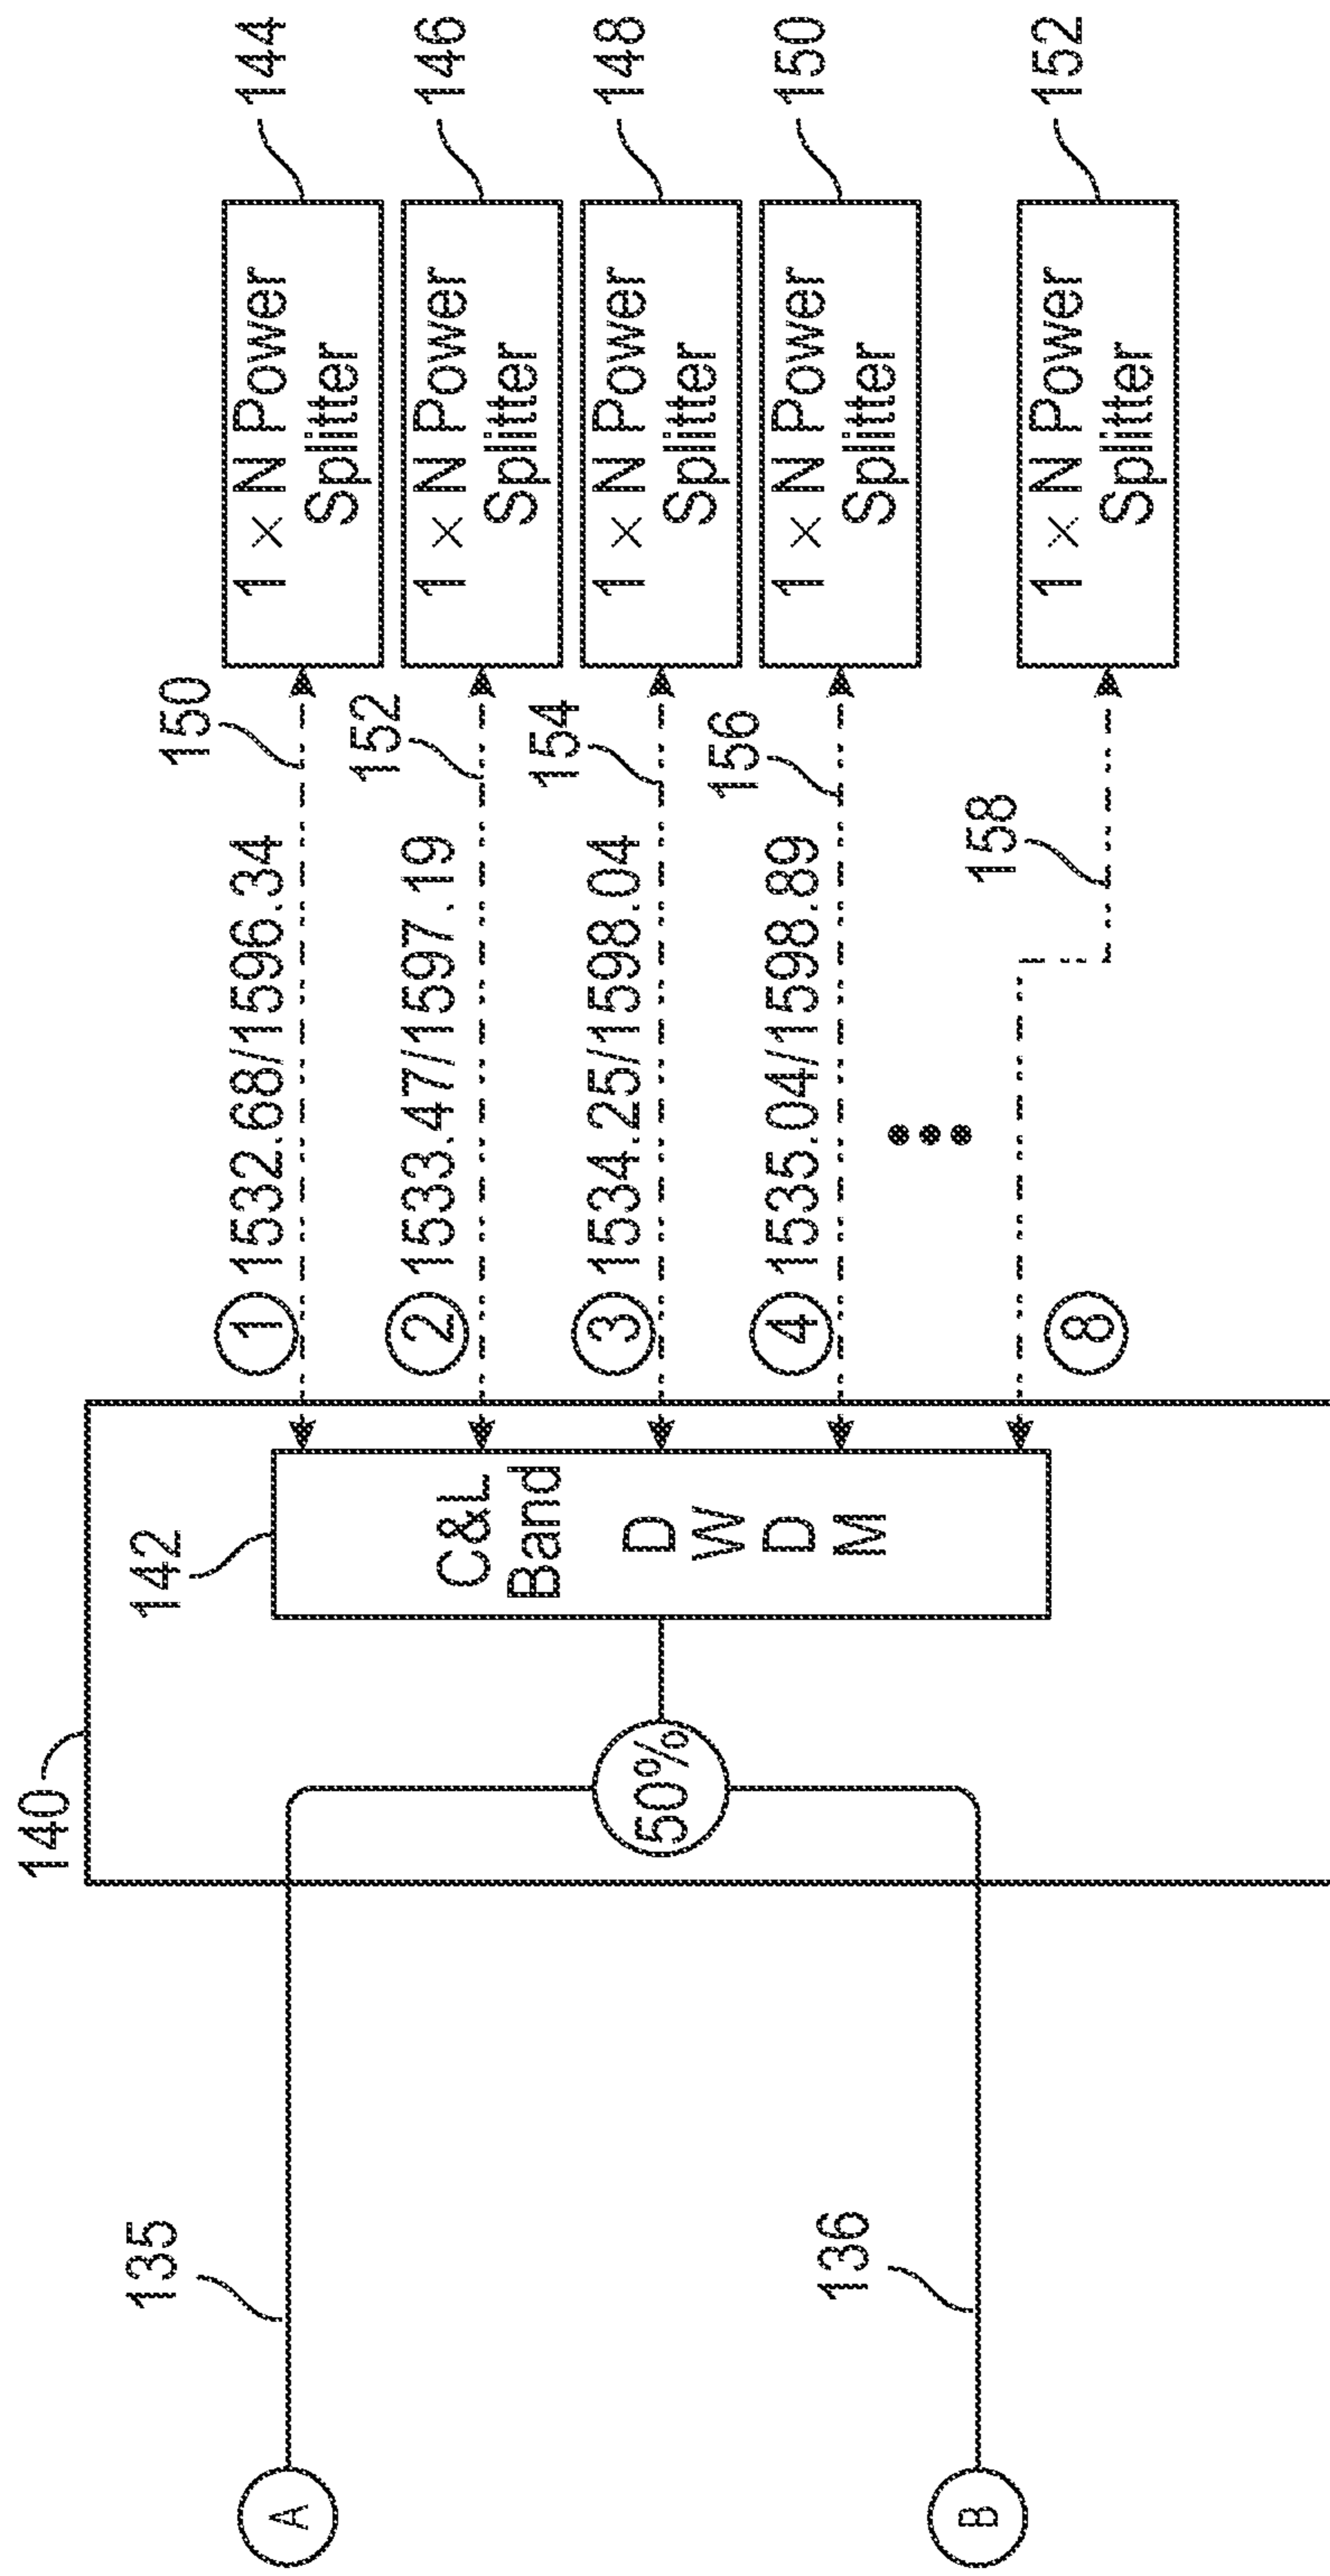 140
142
A
135
B
136
50%
C&L
Band
D
W
D
M
1 1532.68/1596.34
150
1 × N Power
Splitter
144
2 1533.47/1597.19
152
1 × N Power
Splitter
146
3 1534.25/1598.04
154
1 × N Power
Splitter
148
4 1535.04/1598.89
156
1 × N Power
Splitter
150
8
158
1 × N Power
Splitter
152